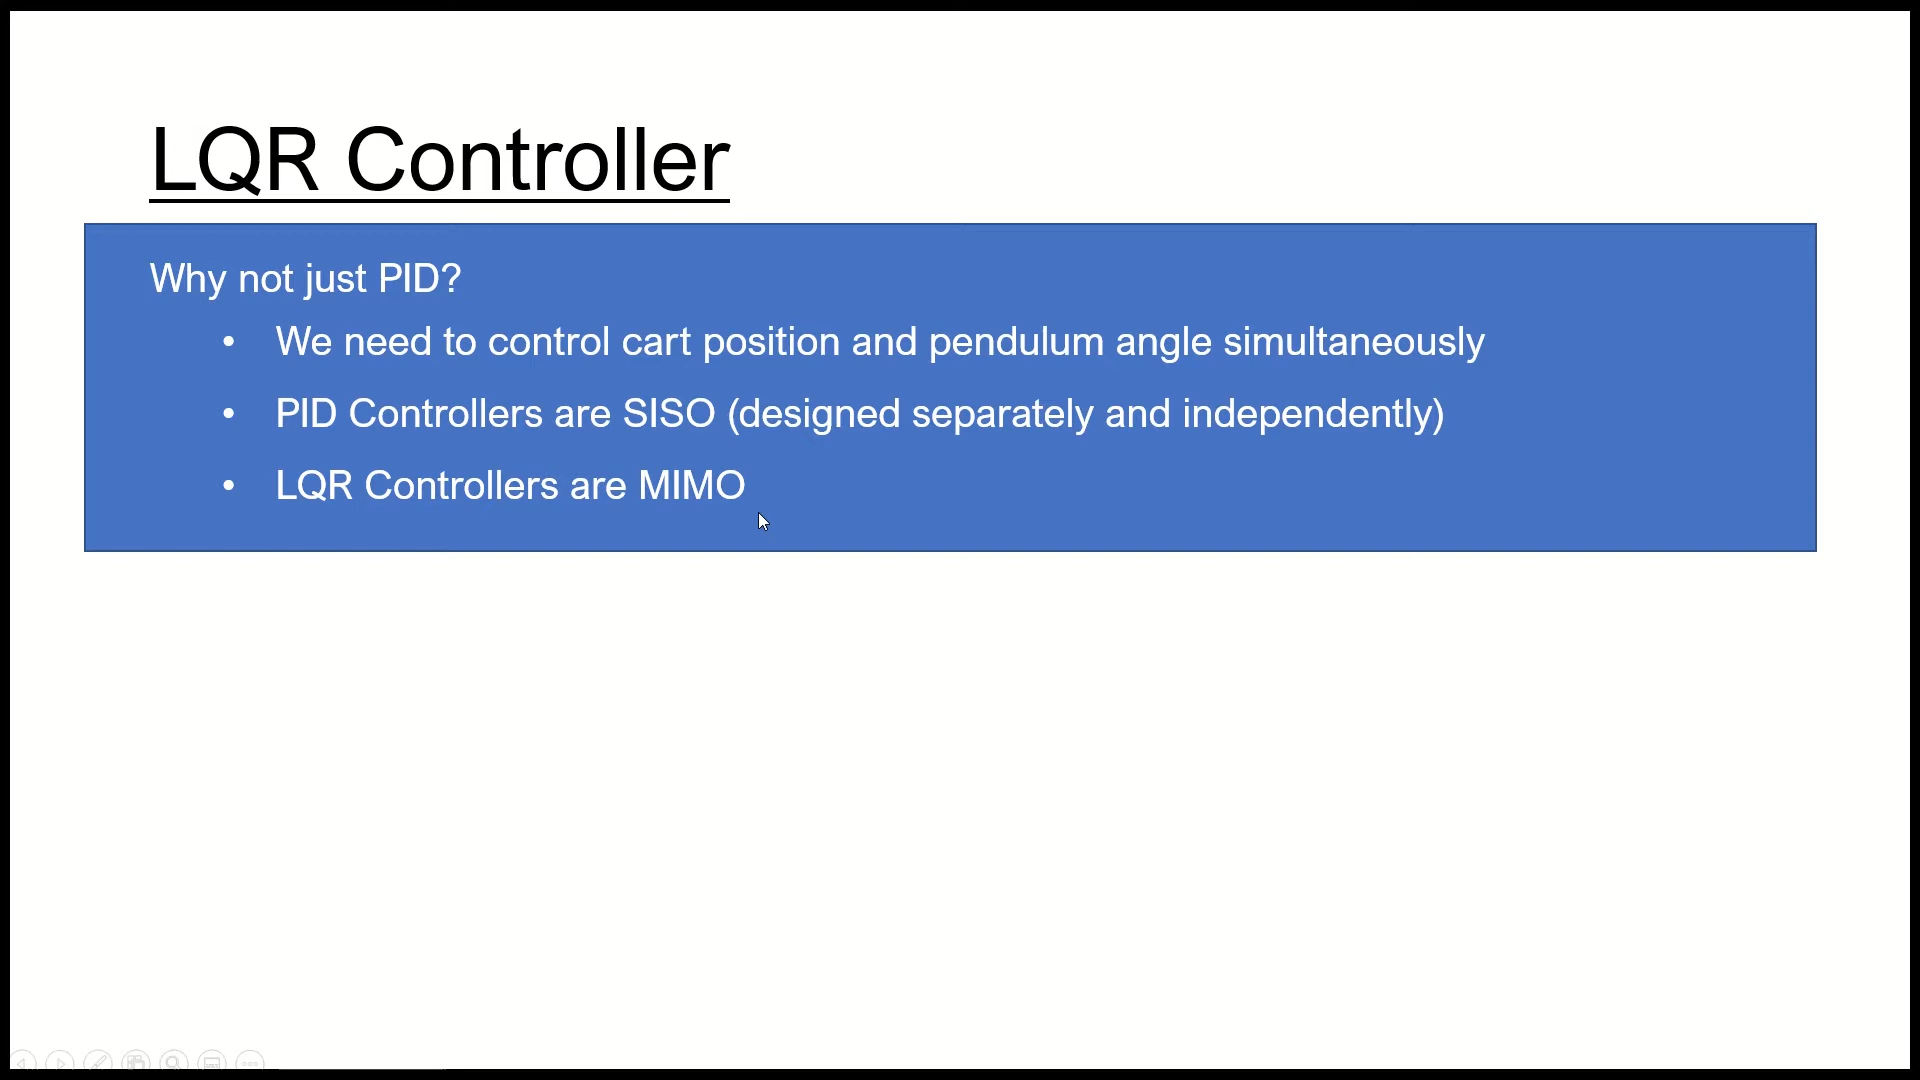 LQR Controller
Why not just PID?
• We need to control cart position and pendulum angle simultaneously
• PID Controllers are SISO (designed separately and independently)
• LQR Controllers are MIMO